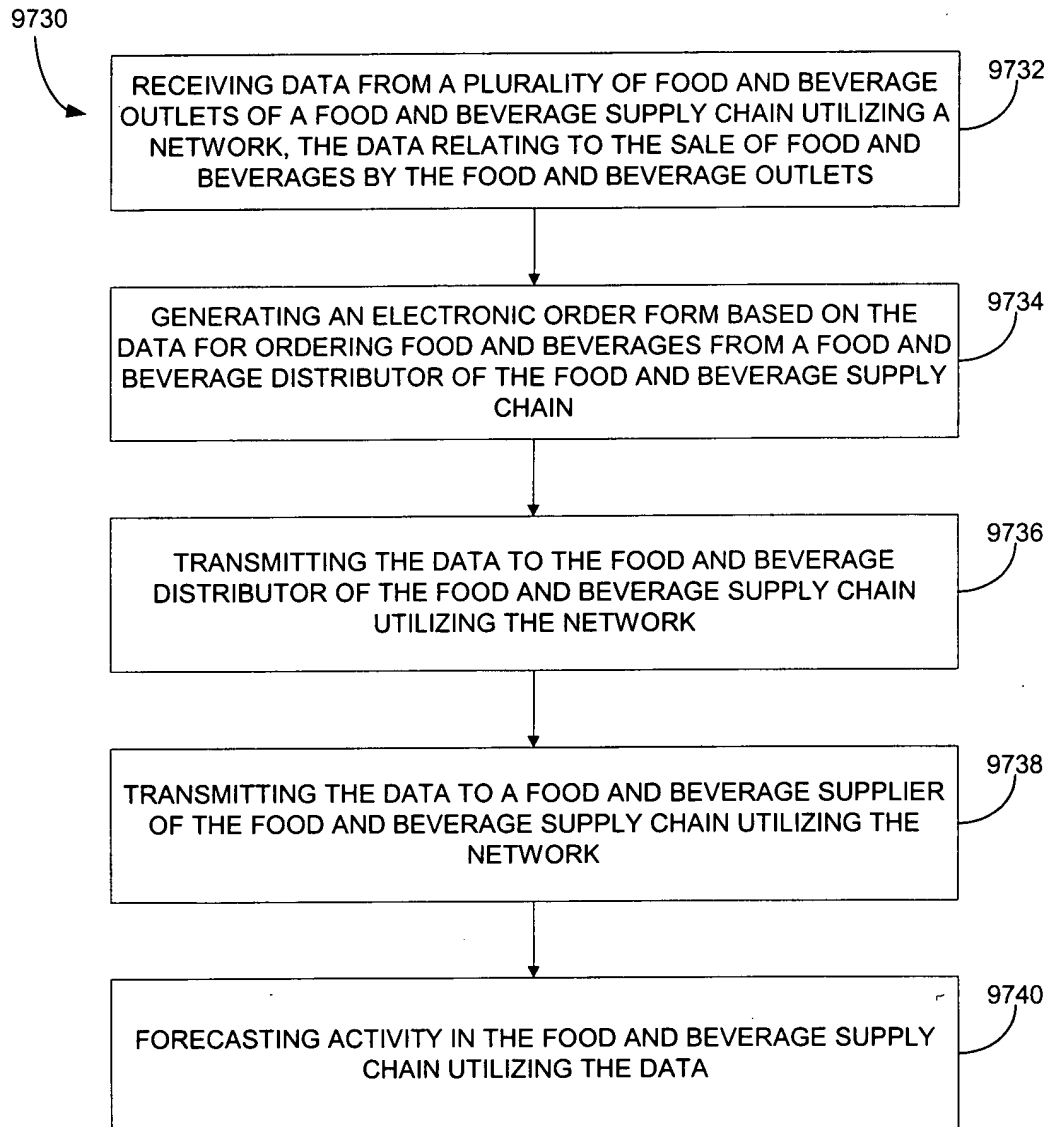 9730
RECEIVING DATA FROM A PLURALITY OF FOOD AND BEVERAGE
OUTLETS OF A FOOD AND BEVERAGE SUPPLY CHAIN UTILIZING A
NETWORK, THE DATA RELATING TO THE SALE OF FOOD AND
BEVERAGES BY THE FOOD AND BEVERAGE OUTLETS
9732
GENERATING AN ELECTRONIC ORDER FORM BASED ON THE
DATA FOR ORDERING FOOD AND BEVERAGES FROM A FOOD AND
BEVERAGE DISTRIBUTOR OF THE FOOD AND BEVERAGE SUPPLY
CHAIN
9734
TRANSMITTING THE DATA TO THE FOOD AND BEVERAGE
DISTRIBUTOR OF THE FOOD AND BEVERAGE SUPPLY CHAIN
UTILIZING THE NETWORK
9736
TRANSMITTING THE DATA TO A FOOD AND BEVERAGE SUPPLIER
OF THE FOOD AND BEVERAGE SUPPLY CHAIN UTILIZING THE
NETWORK
9738
FORECASTING ACTIVITY IN THE FOOD AND BEVERAGE SUPPLY
CHAIN UTILIZING THE DATA
9740